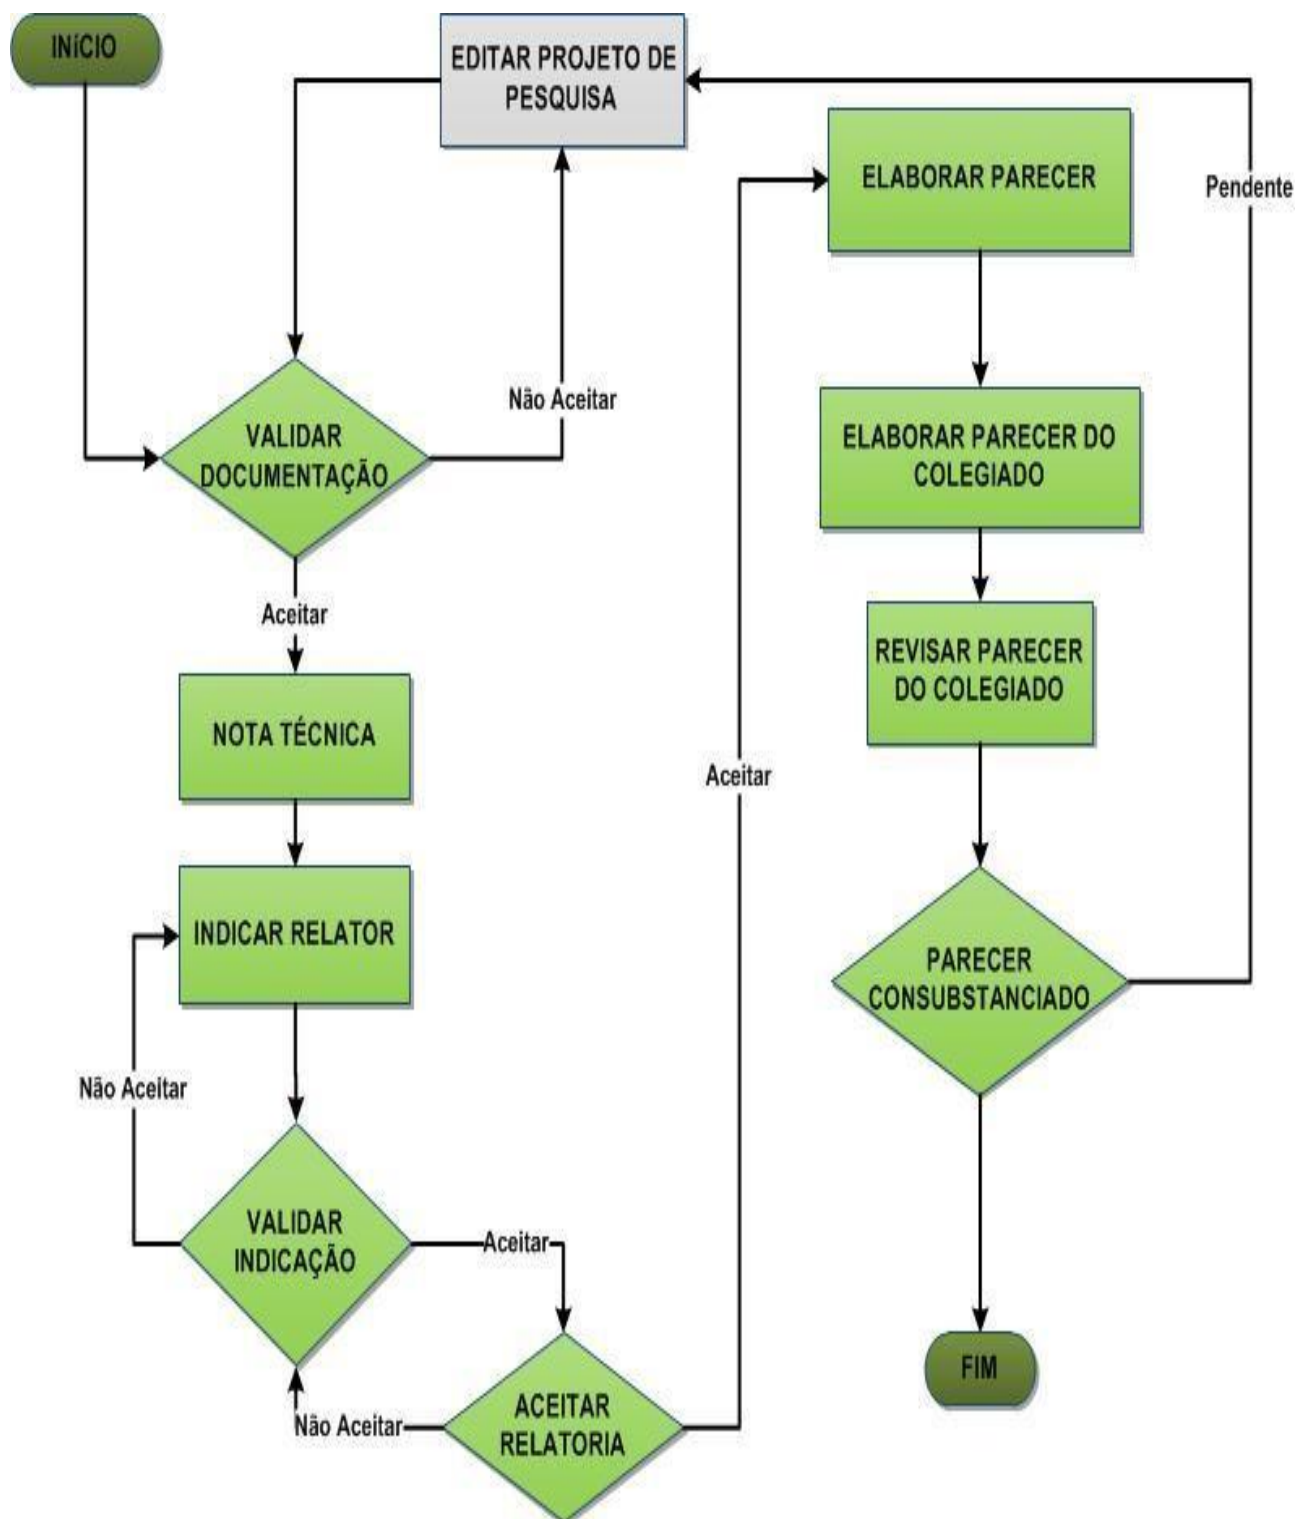 INíCIO
EDITAR PROJETO DE
PESQUISA
ELABORAR PARECER
Pendente
Não Aceitar
VALIDAR
DOCUMENTAÇÃO
ELABORAR PARECER DO
COLEGIADO
Aceitar
REVISAR PARECER
DO COLEGIADO
NOTA TÉCNICA
Aceitar
INDICAR RELATOR
PARECER
CONSUBSTANCIADO
Não Aceitar
VALIDAR
INDICAÇÃO
Aceitar
FIM
ACEITAR
RELATORIA
Não Aceitar